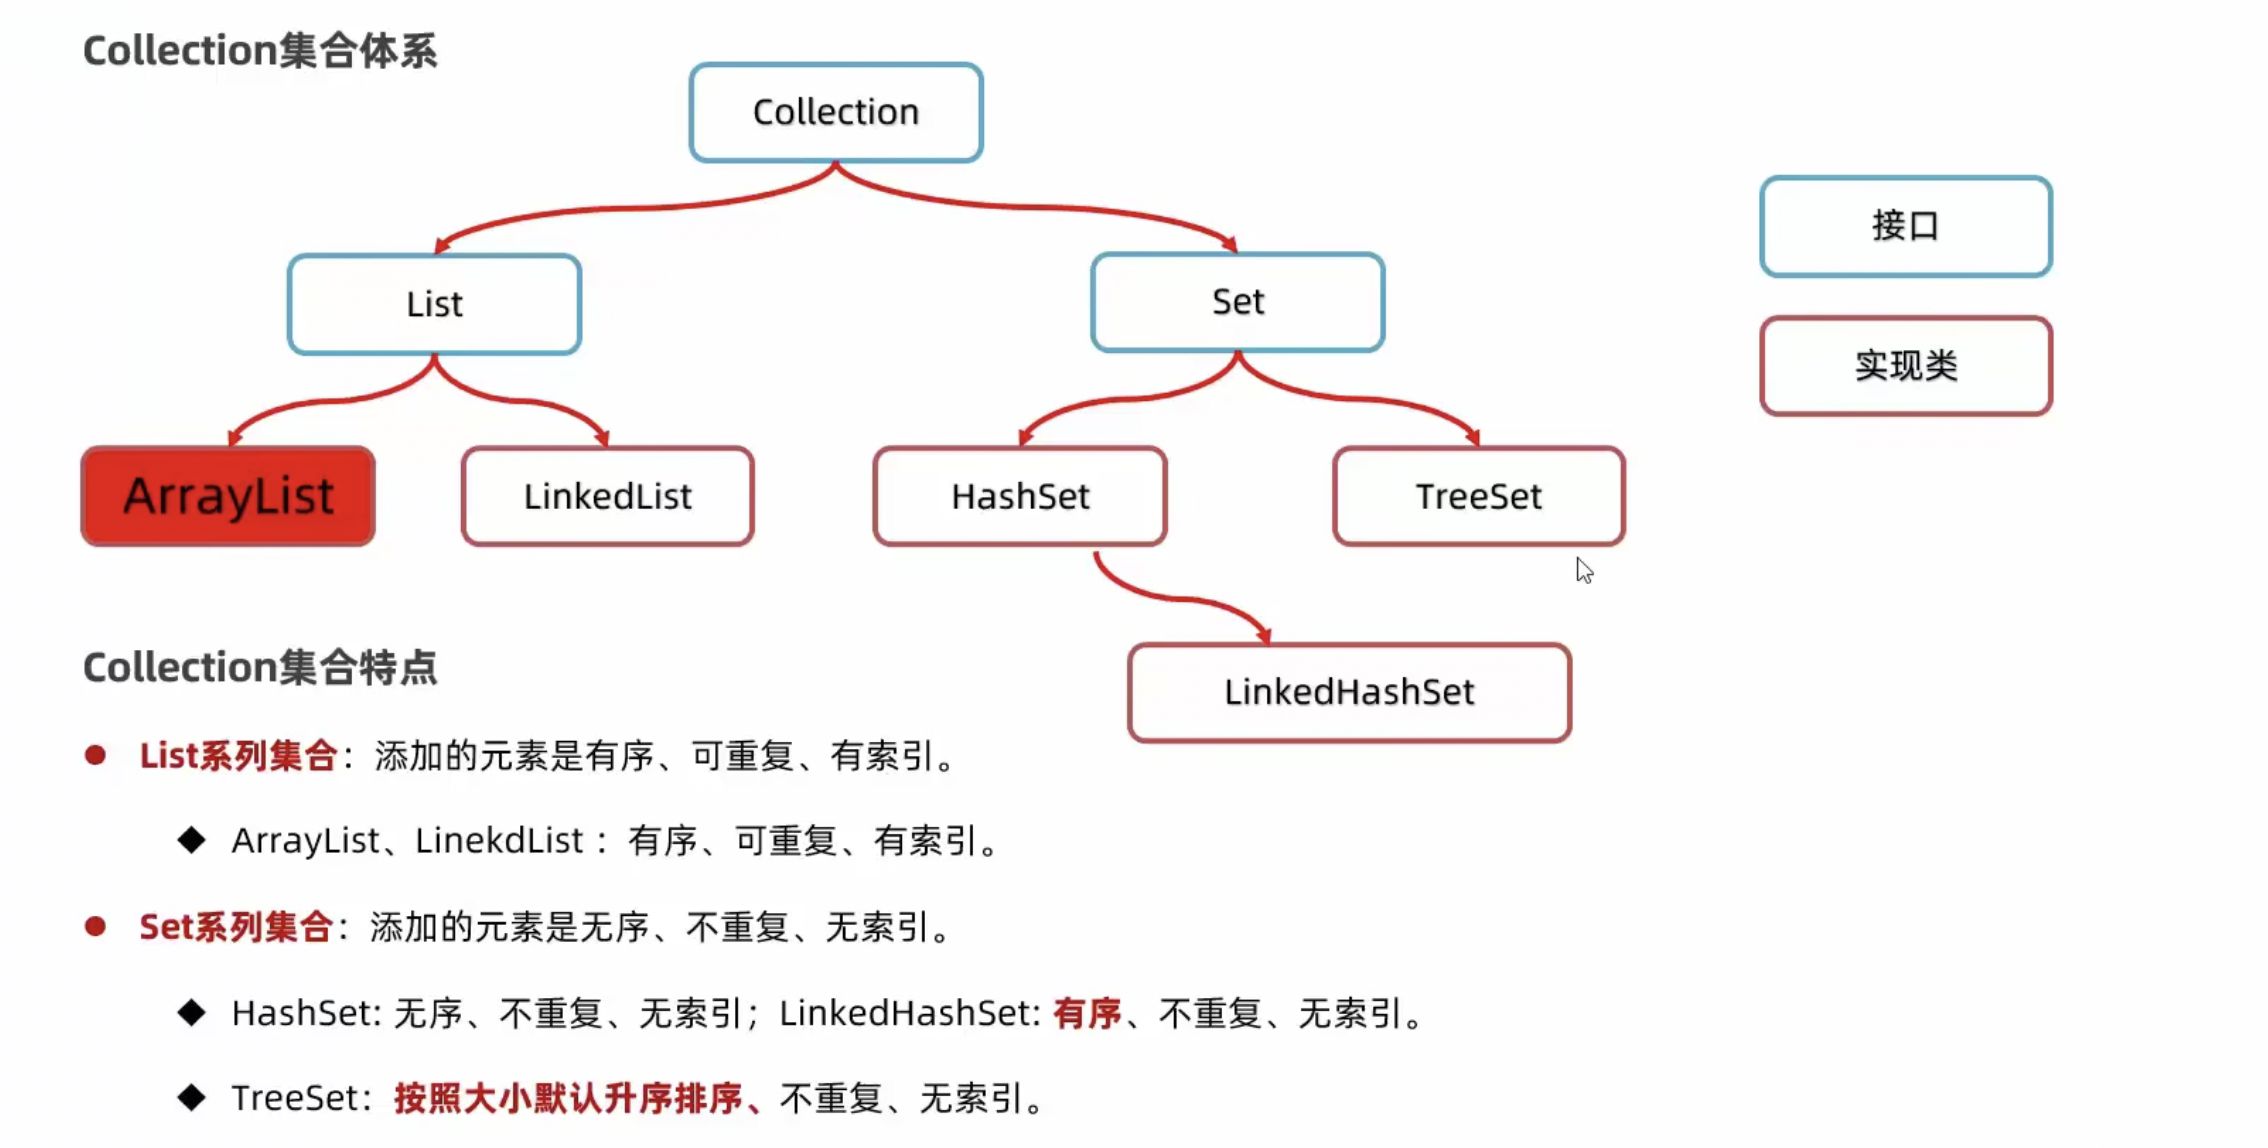 Collection集合体系
Collection
接口
List
Set
实现类
ArrayList
LinkedList
HashSet
TreeSet
LinkedHashSet
Collection集合特点
List系列集合：添加的元素是有序、可重复、有索引。
ArrayList、LinekdList ：有序、可重复、有索引。
Set系列集合：添加的元素是无序、不重复、无索引。
HashSet: 无序、不重复、无索引；LinkedHashSet: 有序、不重复、无索引。
TreeSet：按照大小默认升序排序、不重复、无索引。